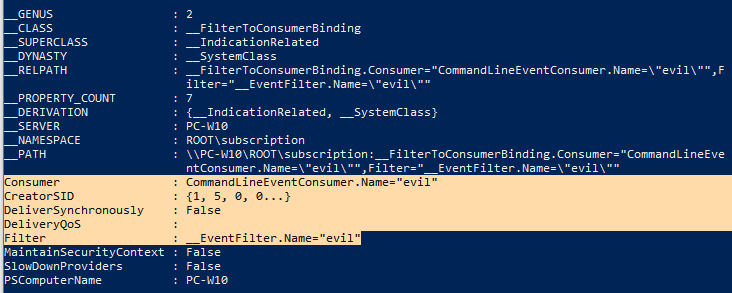 __GENUS : 2
__CLASS : __FilterToConsumerBinding
__SUPERCLASS : __IndicationRelated
__DYNASTY : __SystemClass
__RELPATH : __FilterToConsumerBinding.Consumer="CommandLineEventConsumer.Name=\"evil\"",F
ilter="__EventFilter.Name=\"evil\""
__PROPERTY_COUNT : 7
__DERIVATION : {__IndicationRelated, __SystemClass}
__SERVER : PC-W10
__NAMESPACE : ROOT\subscription
__PATH : \\PC-W10\ROOT\subscription:__FilterToConsumerBinding.Consumer="CommandLineEve
ntConsumer.Name=\"evil\"",Filter="__EventFilter.Name=\"evil\""
Consumer : CommandLineEventConsumer.Name="evil"
CreatorSID : {1, 5, 0, 0...}
DeliverSynchronously : False
DeliveryQoS :
Filter : __EventFilter.Name="evil"
MaintainSecurityContext : False
SlowDownProviders : False
PSComputerName : PC-W10